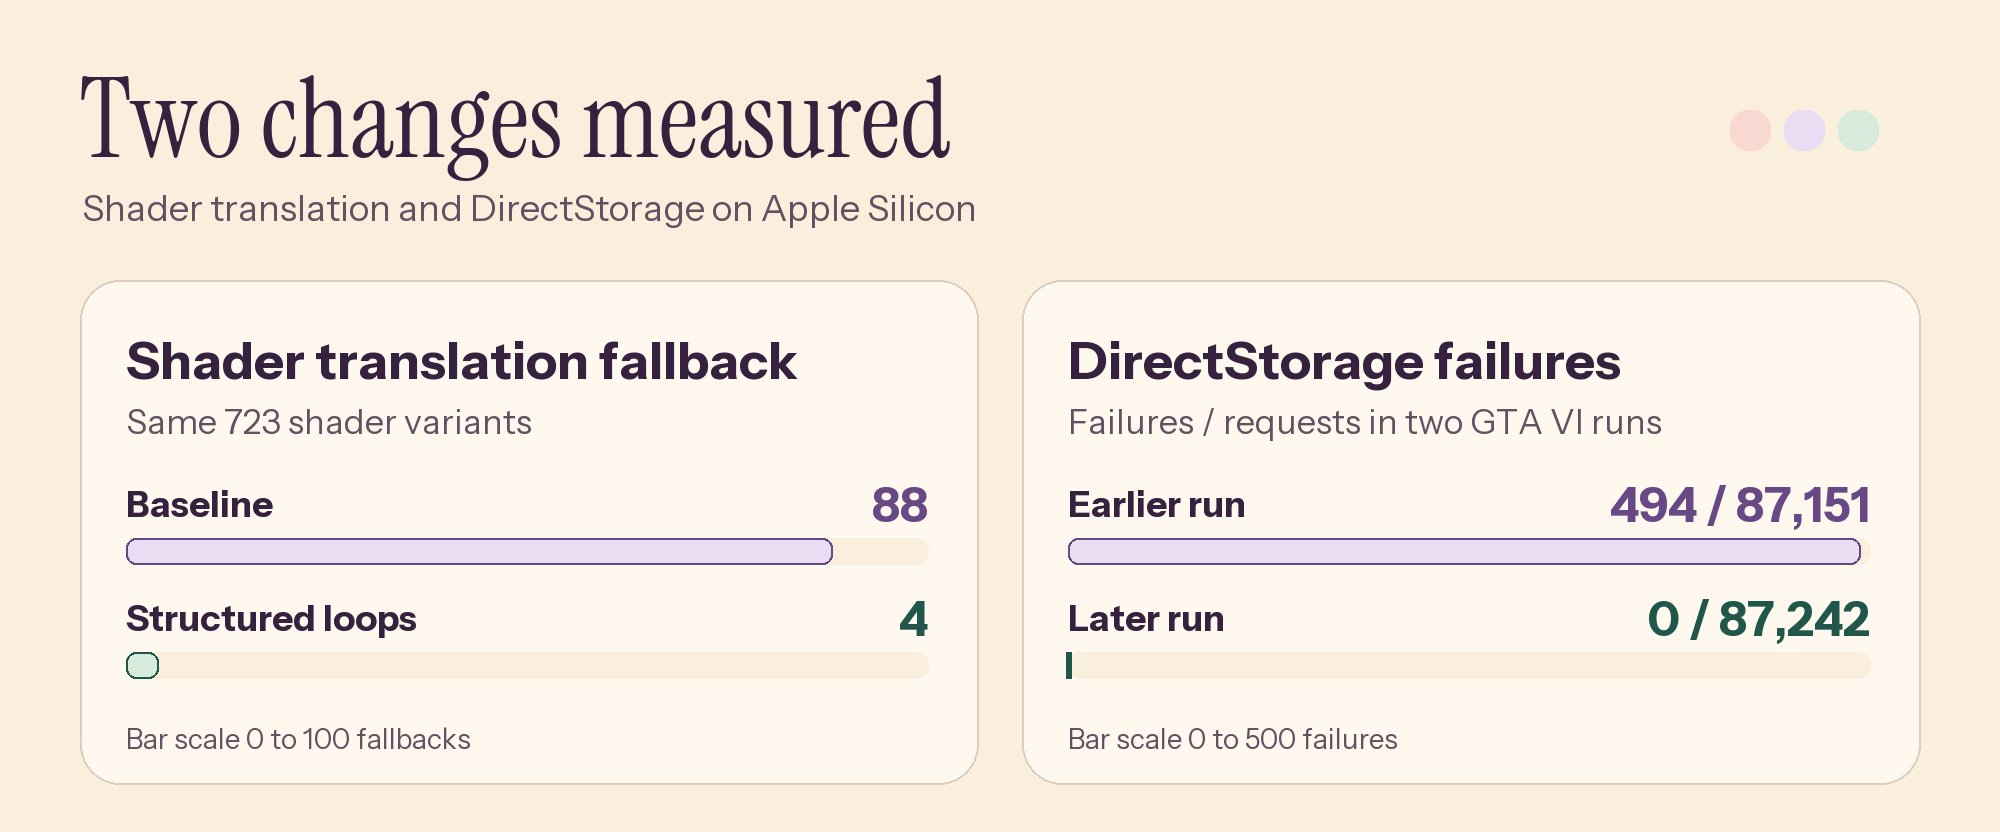 Two changes measured
Shader translation and DirectStorage on Apple Silicon
Shader translation fallback
Same 723 shader variants
Baseline 88
Structured loops 4
Bar scale 0 to 100 fallbacks
DirectStorage failures
Failures / requests in two GTA VI runs
Earlier run 494 / 87,151
Later run 0 / 87,242
Bar scale 0 to 500 failures